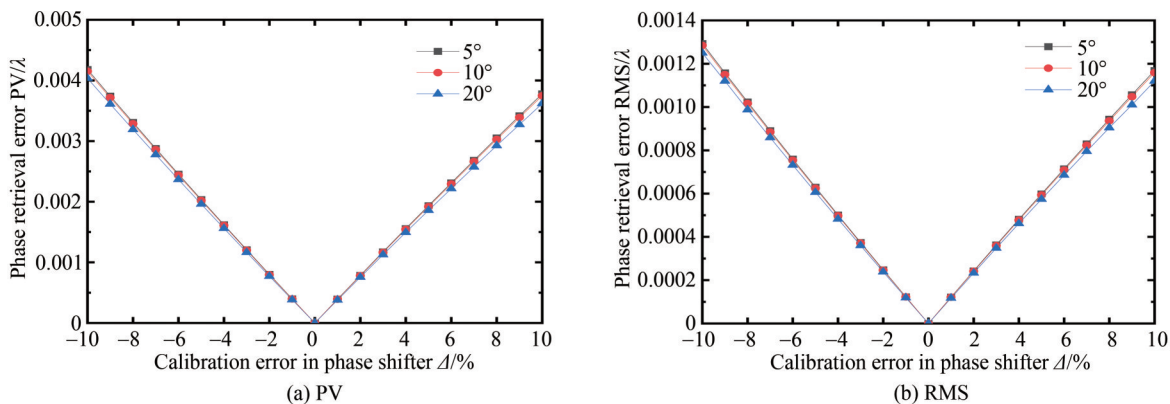 0.005
0.004
0.003
0.002
0.001
0
Phase retrieval error PV/λ
5°
10°
20°
−10 −8 −6 −4 −2 0 2 4 6 8 10
Calibration error in phase shifter Δ/%
(a) PV
0.0014
0.0012
0.0010
0.0008
0.0006
0.0004
0.0002
0
Phase retrieval error RMS/λ
5°
10°
20°
−10 −8 −6 −4 −2 0 2 4 6 8 10
Calibration error in phase shifter Δ/%
(b) RMS